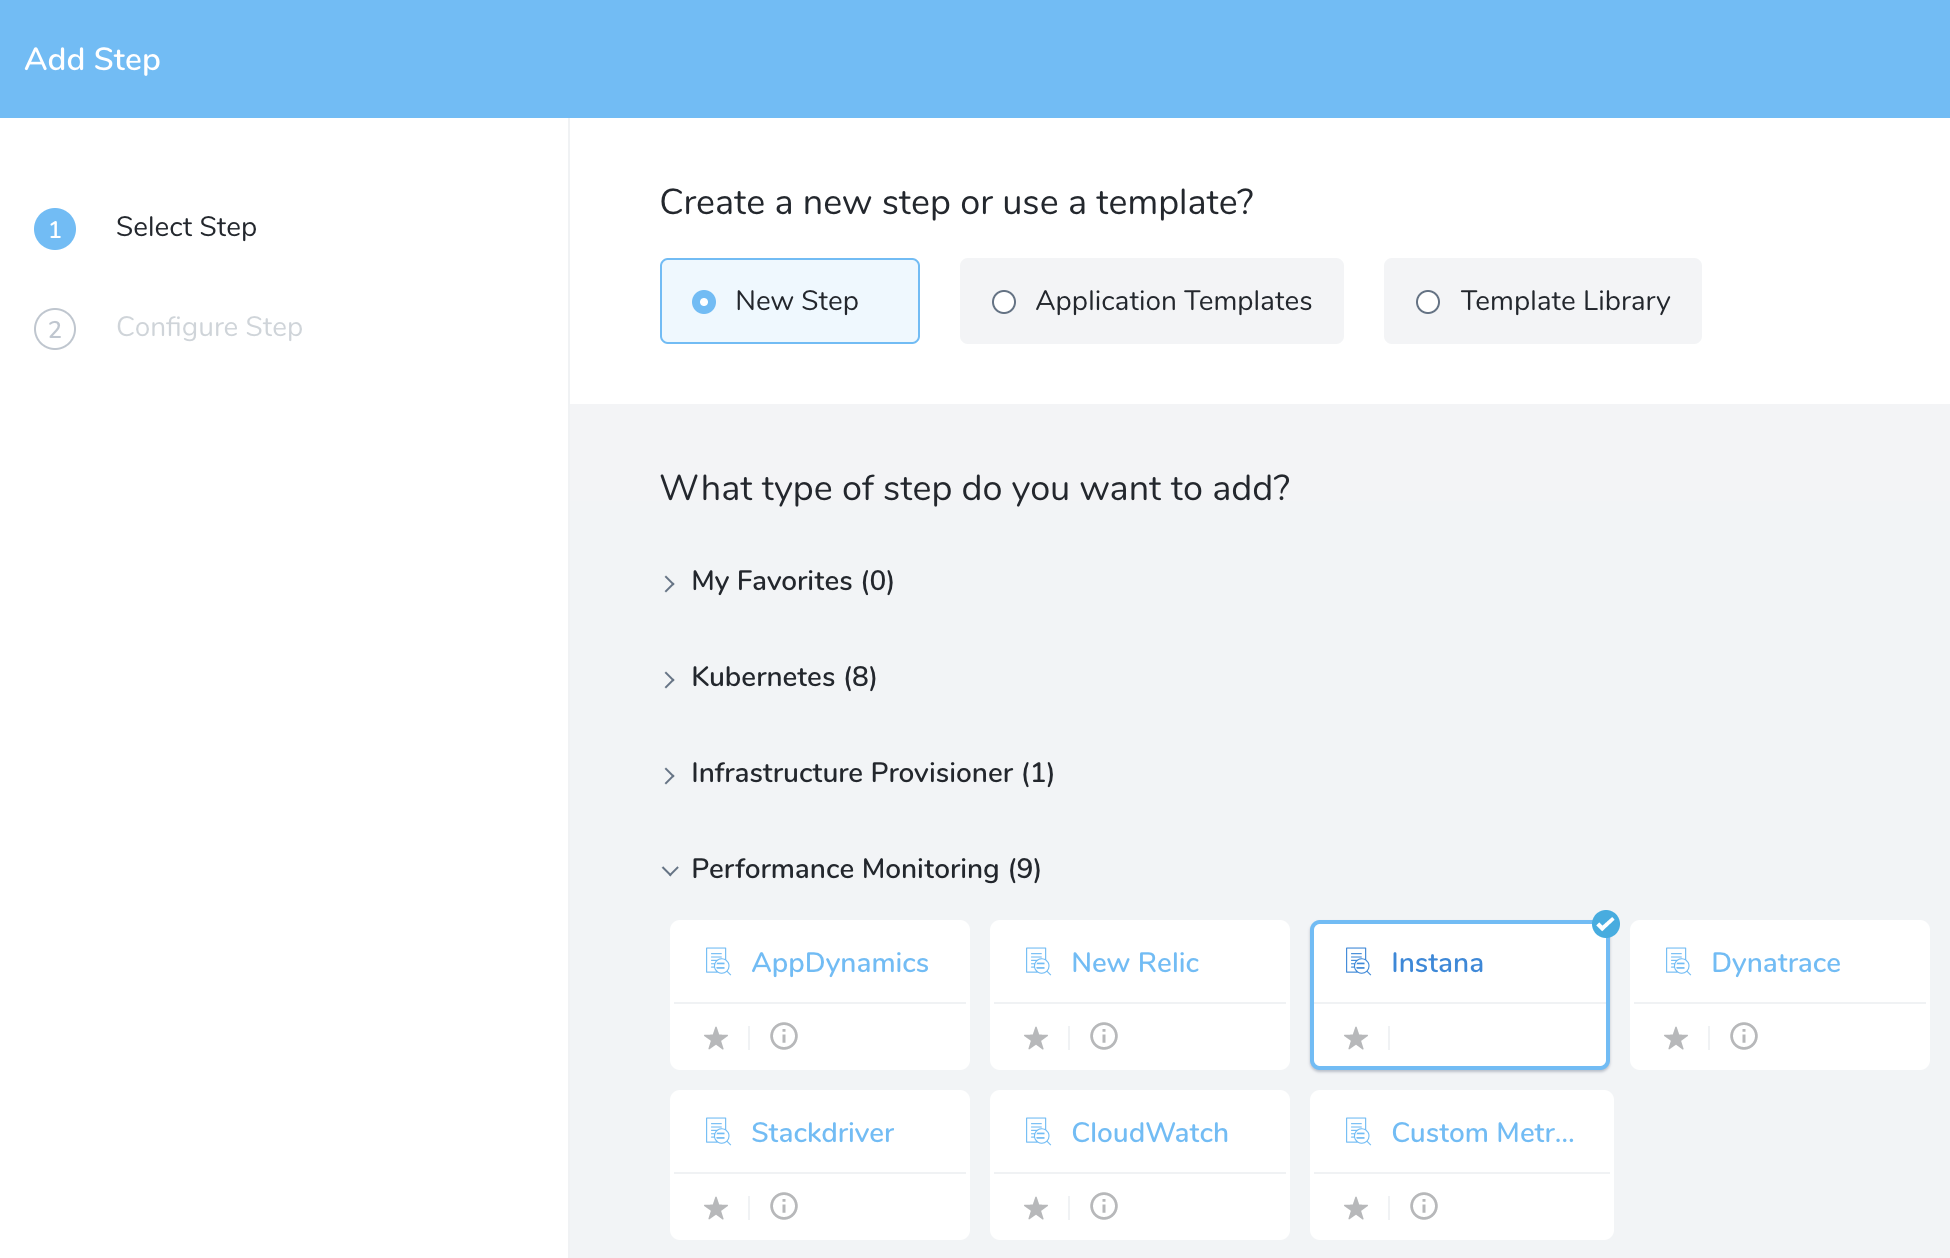 Add Step
1 Select Step
2 Configure Step
Create a new step or use a template?
New Step Application Templates Template Library
What type of step do you want to add?
My Favorites (0)
Kubernetes (8)
Infrastructure Provisioner (1)
Performance Monitoring (9)
AppDynamics New Relic Instana Dynatrace
Stackdriver CloudWatch Custom Metr...